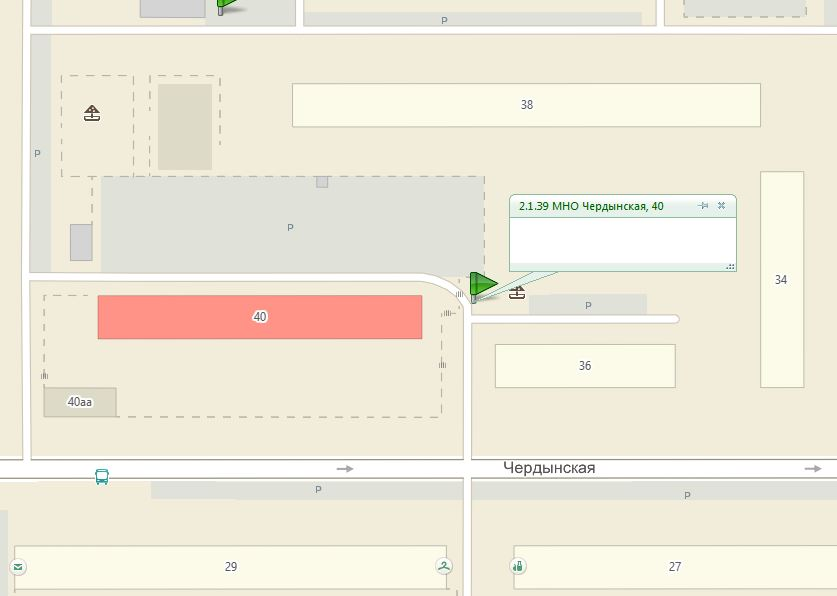 P
38
P
2.1.39 МНО Чердынская, 40
P
34
P
40
36
40аа
Чердынская
P
P
29
27